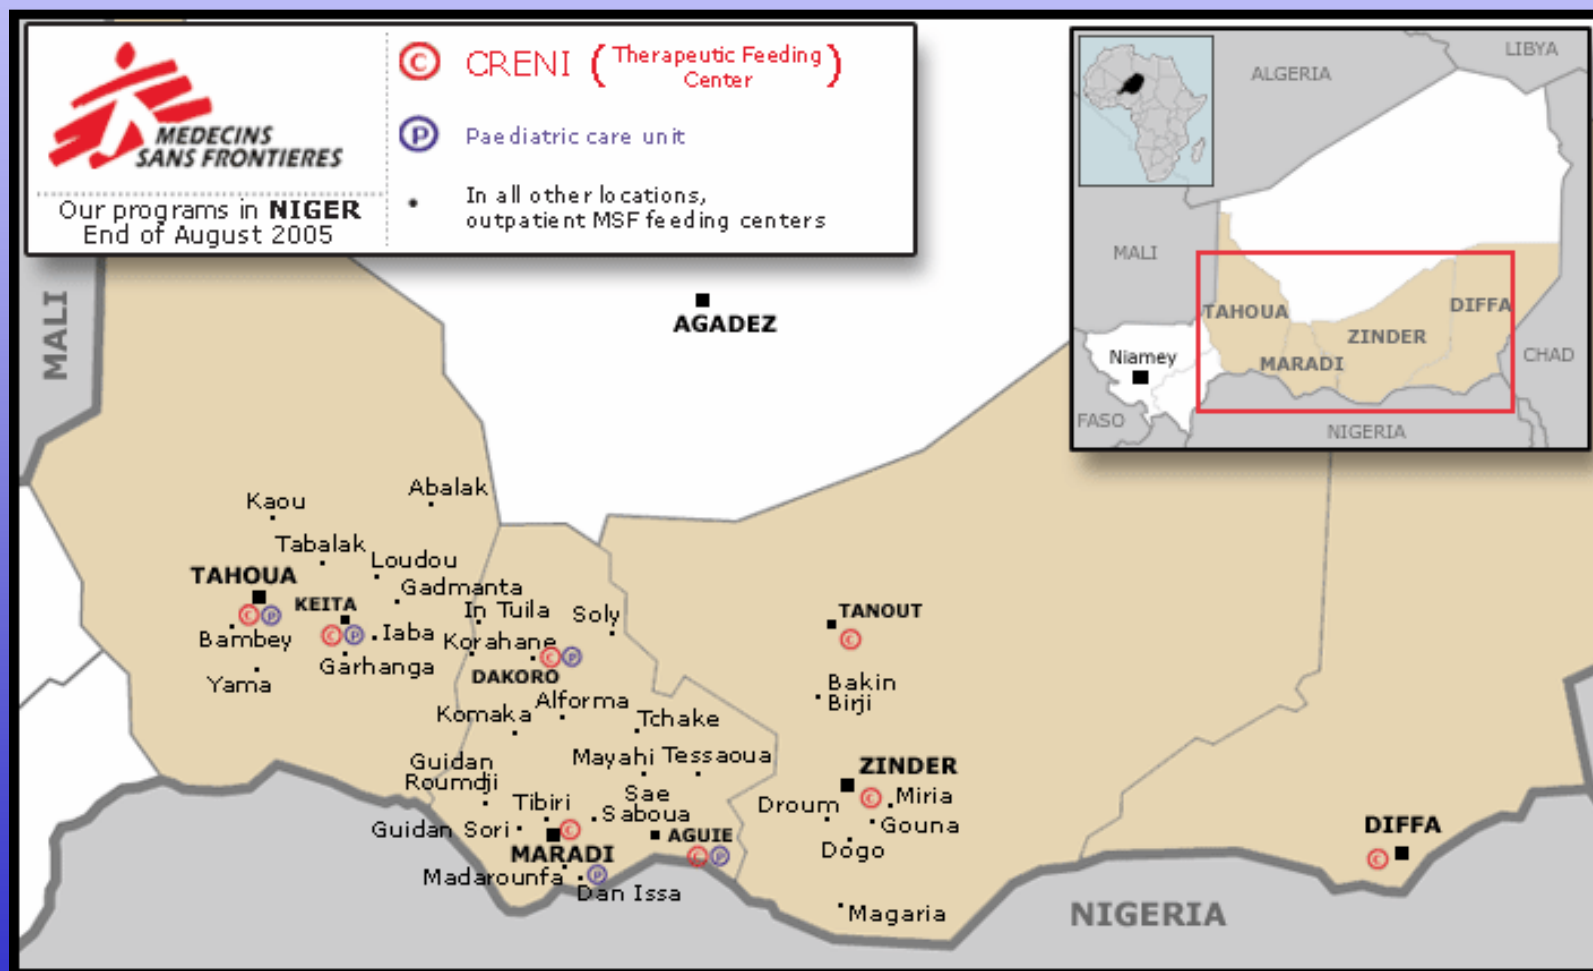 MEDECINS
SANS FRONTIERES
Our programs in NIGER
End of August 2005
C CRENI (Therapeutic Feeding
Center)
P Paediatric care unit
In all other locations,
outpatient MSF feeding centers
LIBYA
ALGERIA
MALI
TAHOUA
DIFFA
ZINDER
MARADI
Niamey
CHAD
FASO
NIGERIA
MALI
AGADEZ
Abalak
Kaou
Tabalak
Loudou
TAHOUA
Gadmanta
KEITA
In Tuila
Soly
TANOUT
C P
C P
Bambey
Iaba
Korahane
C
Garhanga
C P
Yama
DAKORO
Bakin
Birji
Alforma
Komaka
Tchake
Guidan
Roumdji
Mayahi
Tessaoua
ZINDER
Sae
Saboua
Tibiri
Droum
C
Miria
Guidan Sori
C
AGUIE
Gouna
DIFFA
MARADI
C P
Dogo
C
Madarounfa
P
Dan Issa
Magaria
NIGERIA